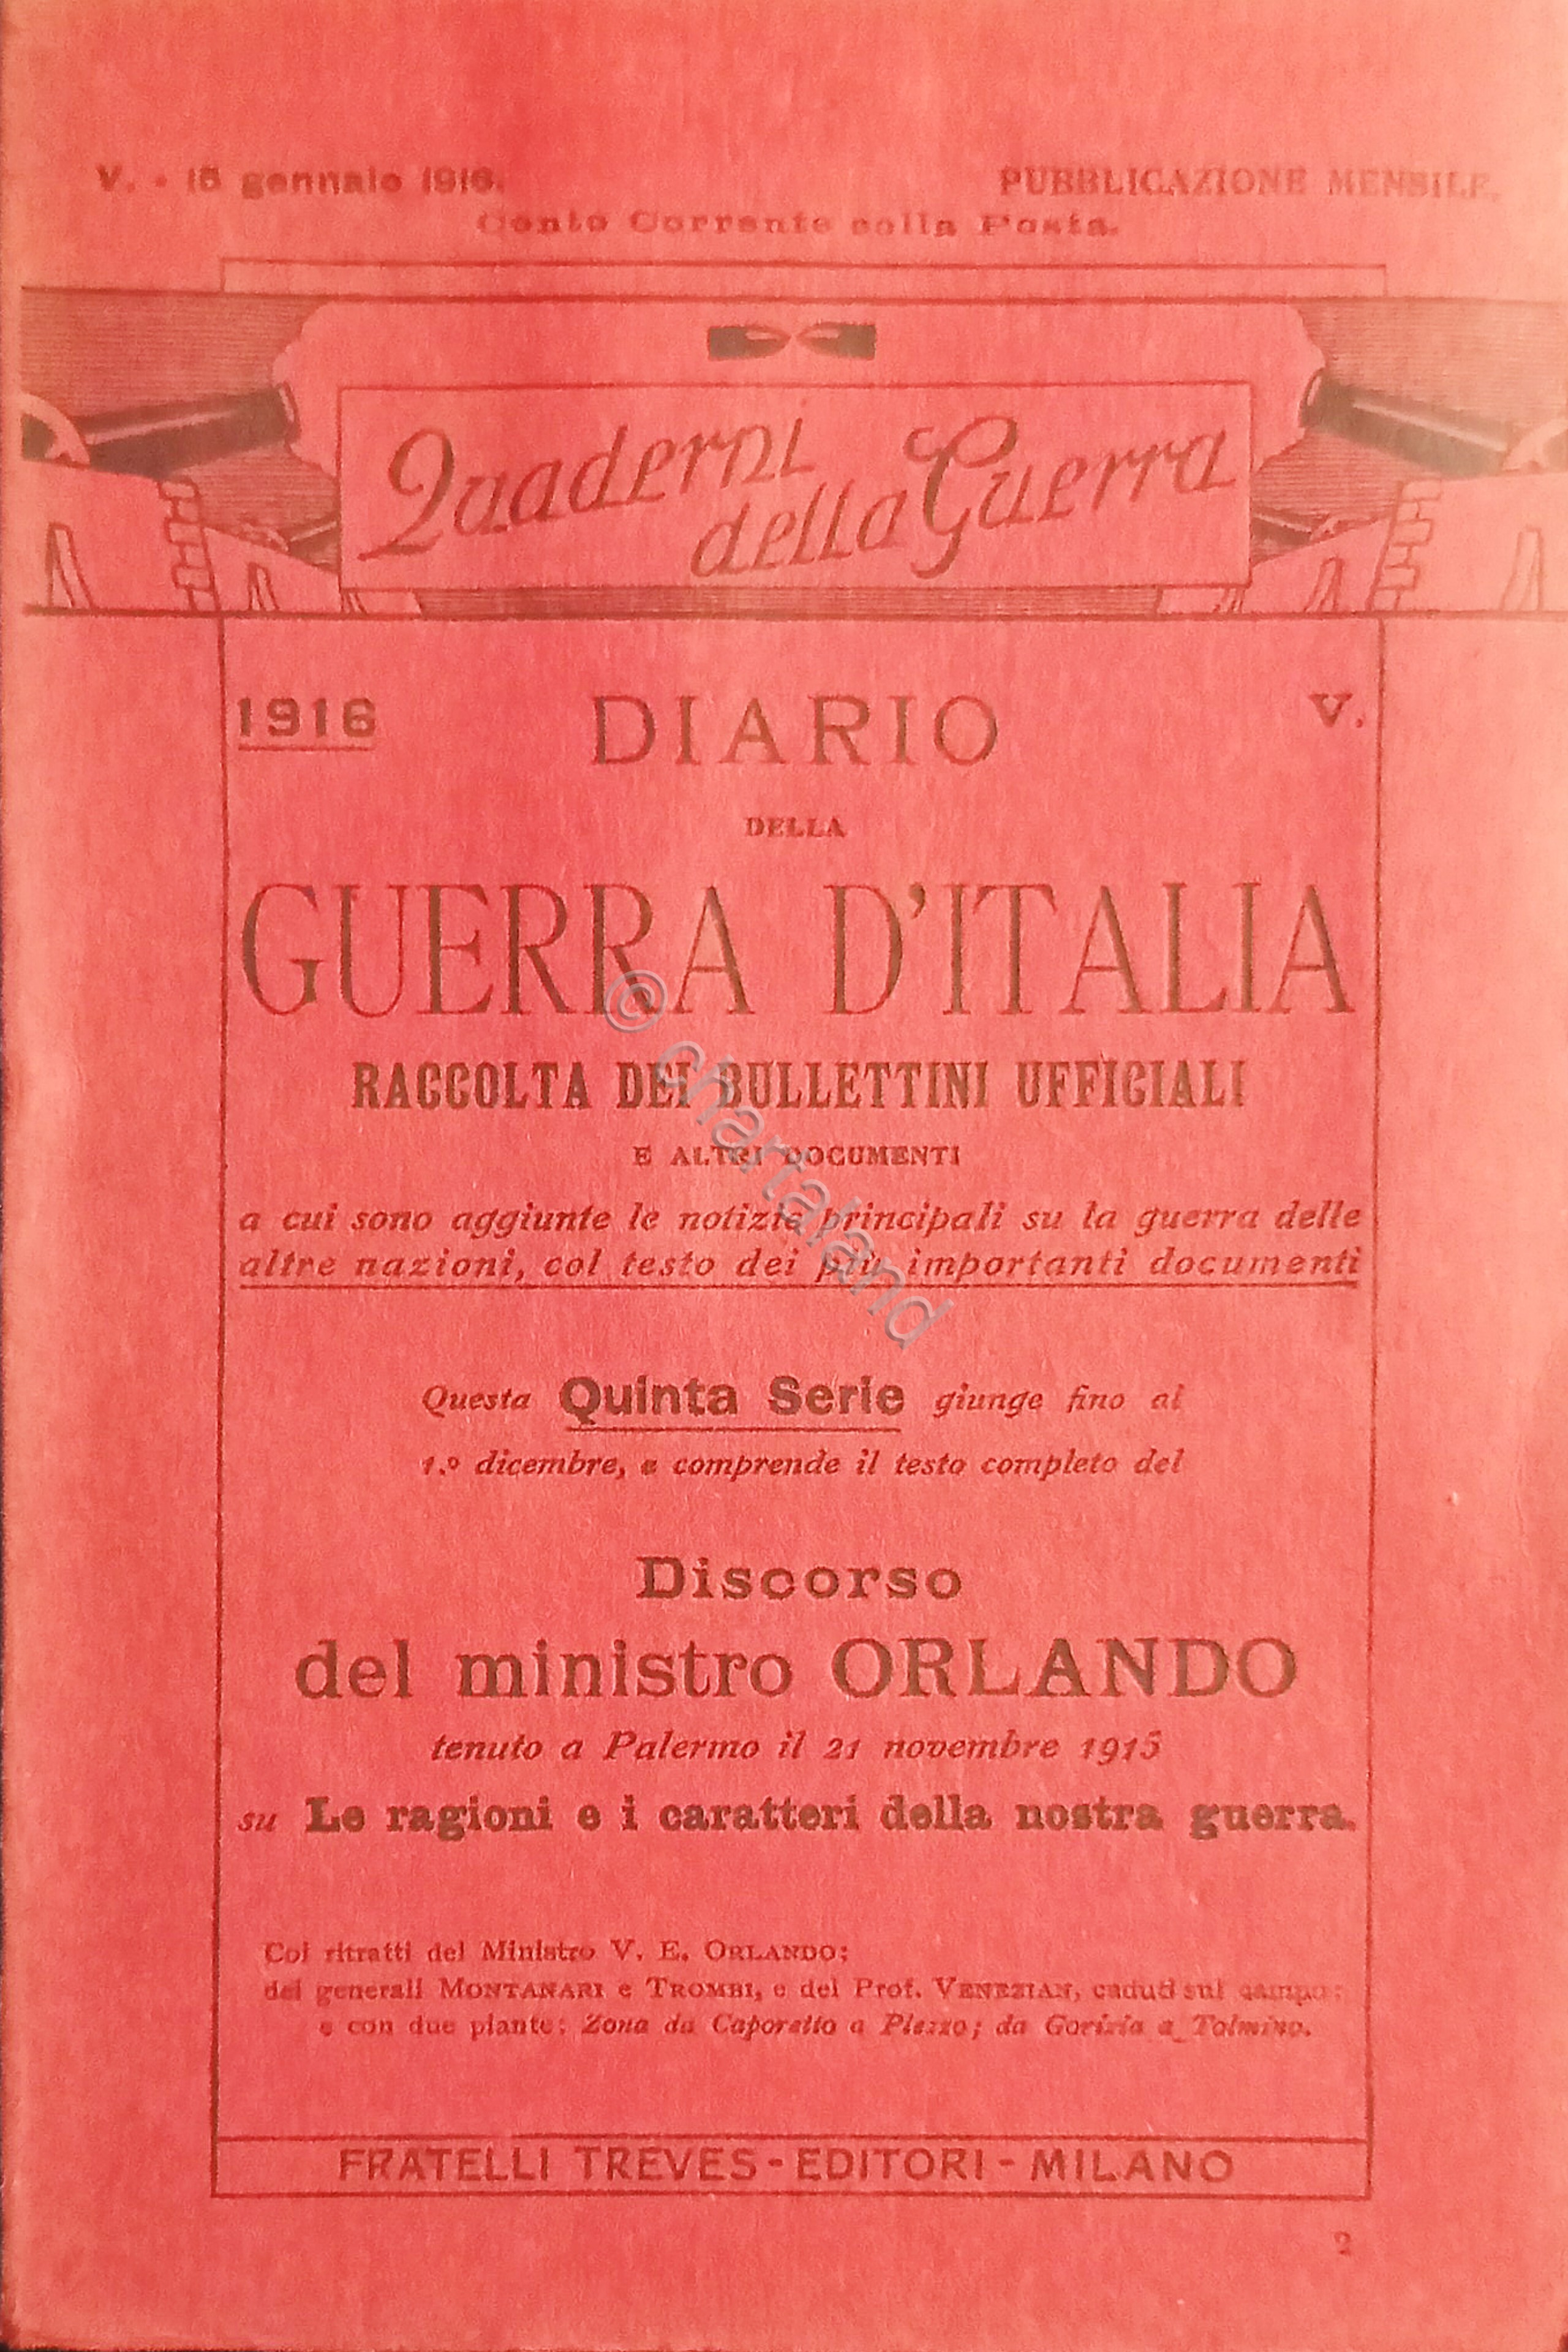 V. - 15 gennaio 1916.
PUBBLICAZIONE MENSILE.
Conto Corrente colla Posta.
Quaderni
della Guerra
1916
DIARIO
V.
DELLA
GUERRA D'ITALIA
RACCOLTA DEI BULLETTINI UFFICIALI
E ALTRI DOCUMENTI
a cui sono aggiunte le notizie principali su la guerra delle
altre nazioni, col testo dei più importanti documenti
Questa Quinta Serie giunge fino al
1.º dicembre, e comprende il testo completo del
Discorso
del ministro ORLANDO
tenuto a Palermo il 21 novembre 1915
su Le ragioni e i caratteri della nostra guerra.
Coi ritratti del Ministro V. E. ORLANDO;
dei generali MONTANARI e TROMBI, e del Prof. VENEZIAN, caduti sul campo;
e con due piante: Zona da Caporetto a Plezzo; da Gorizia a Tolmino.
FRATELLI TREVES - EDITORI - MILANO
2
© chartaland